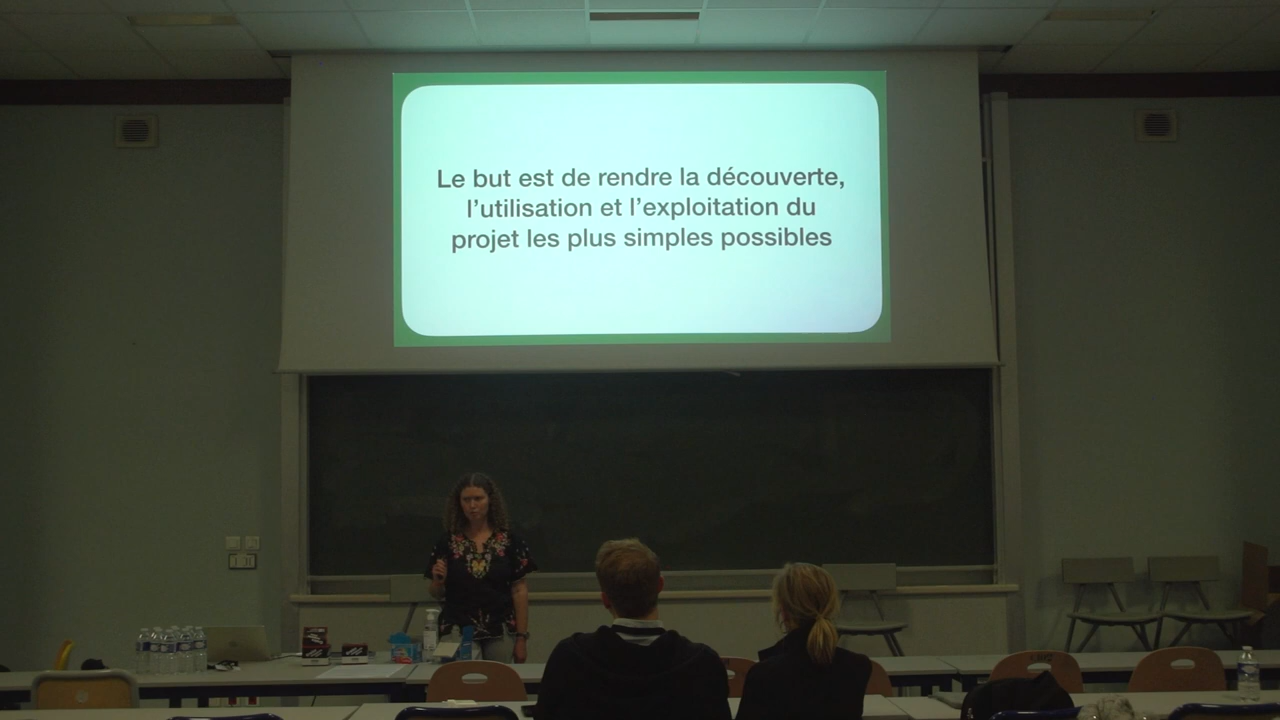 Le but est de rendre la découverte,
l’utilisation et l’exploitation du
projet les plus simples possibles